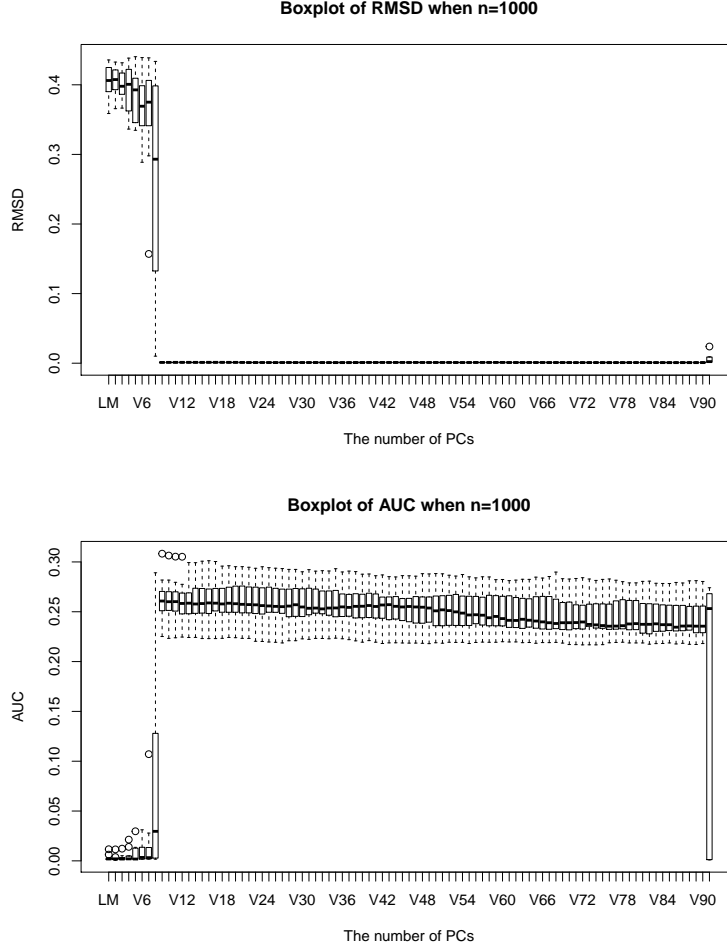 Boxplot of RMSD when n=1000
0.4
0.3
0.2
0.1
0.0
RMSD
LM V6 V12 V18 V24 V30 V36 V42 V48 V54 V60 V66 V72 V78 V84 V90
The number of PCs
Boxplot of AUC when n=1000
0.30
0.25
0.20
0.15
0.10
0.05
0.00
AUC
LM V6 V12 V18 V24 V30 V36 V42 V48 V54 V60 V66 V72 V78 V84 V90
The number of PCs